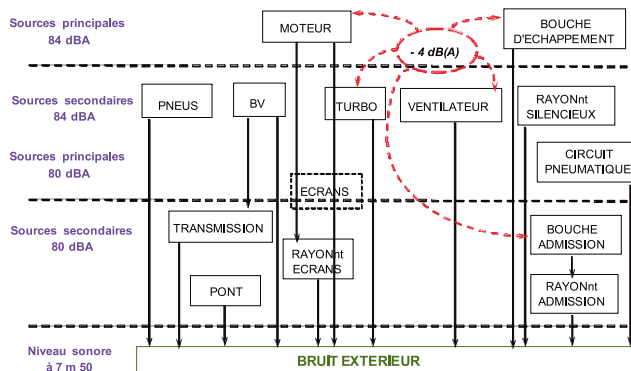 Sources principales
84 dBA
MOTEUR
- 4 dB(A)
BOUCHE
D'ECHAPPEMENT
Sources secondaires
84 dBA
PNEUS
BV
TURBO
VENTILATEUR
RAYONnt
SILENCIEUX
Sources principales
80 dBA
CIRCUIT
PNEUMATIQUE
ECRANS
Sources secondaires
80 dBA
TRANSMISSION
RAYONnt
ECRANS
BOUCHE
ADMISSION
PONT
RAYONnt
ADMISSION
Niveau sonore
à 7 m 50
BRUIT EXTERIEUR